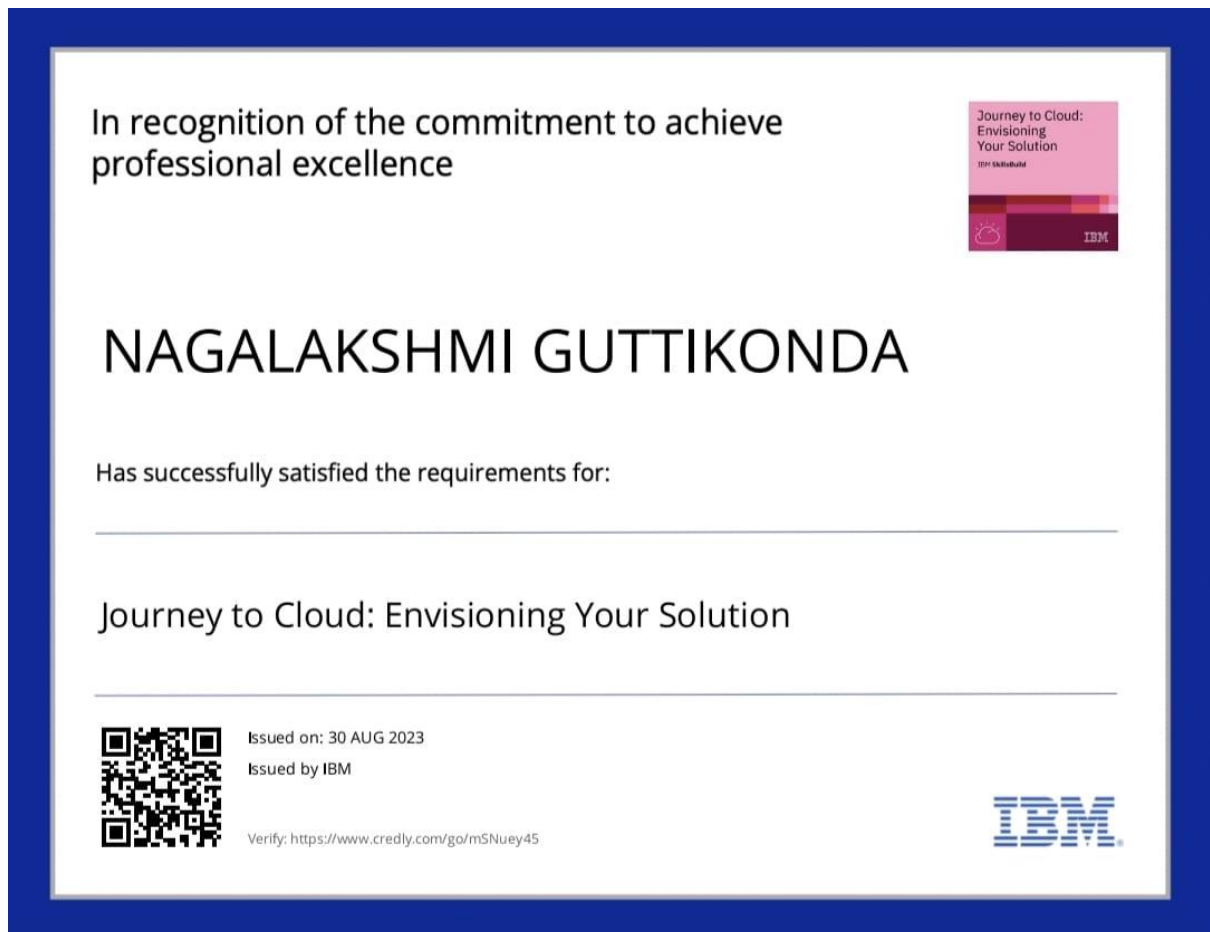 In recognition of the commitment to achieve
professional excellence
Journey to Cloud:
Envisioning
Your Solution
IBM SkillsBuild
IBM
NAGALAKSHMI GUTTIKONDA
Has successfully satisfied the requirements for:
Journey to Cloud: Envisioning Your Solution
Issued on: 30 AUG 2023
Issued by IBM
Verify: https://www.credly.com/go/mSNuey45
IBM®